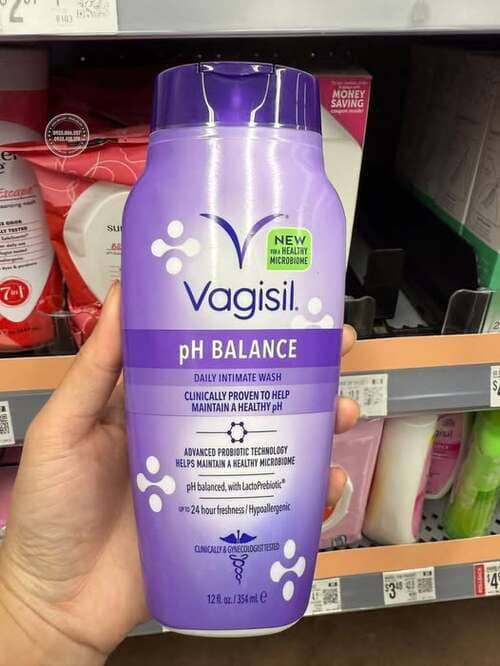 MONEY
SAVING
NEW
FOR A HEALTHY
MICROBIOME
Vagisil®
pH BALANCE
DAILY INTIMATE WASH
CLINICALLY PROVEN TO HELP
MAINTAIN A HEALTHY pH
ADVANCED PROBIOTIC TECHNOLOGY
HELPS MAINTAIN A HEALTHY MICROBIOME
pH balanced, with LactoPrebiotic®
UP TO 24 hour freshness / Hypoallergenic
CLINICALLY & GYNECOLOGIST TESTED
12 fl. oz. / 354 ml e